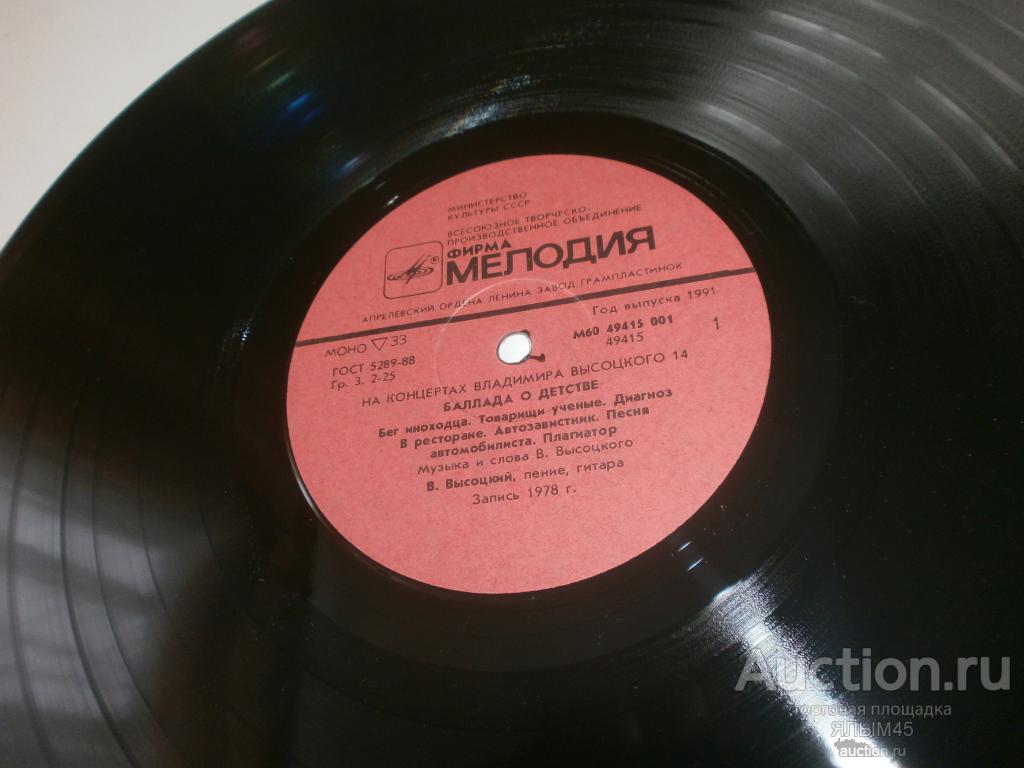 МИНИСТЕРСТВО
КУЛЬТУРЫ СССР
ВСЕСОЮЗНОЕ ТВОРЧЕСКО-
ПРОИЗВОДСТВЕННОЕ ОБЪЕДИНЕНИЕ
ФИРМА
МЕЛОДИЯ
АПРЕЛЕВСКИЙ ОРДЕНА ЛЕНИНА ЗАВОД ГРАМПЛАСТИНОК
Год выпуска 1991
МОНО ▽ 33
М60 49415 001
1
49415
ГОСТ 5289-88
Гр. 3. 2-25
НА КОНЦЕРТАХ ВЛАДИМИРА ВЫСОЦКОГО 14
БАЛЛАДА О ДЕТСТВЕ
Бег иноходца. Товарищи ученые. Диагноз
В ресторане. Автозавистник. Песня
автомобилиста. Плагиатор
Музыка и слова В. Высоцкого
В. Высоцкий, пение, гитара
Запись 1978 г.
Auction.ru
торговая площадка
ЯЛЫМ45
auction.ru